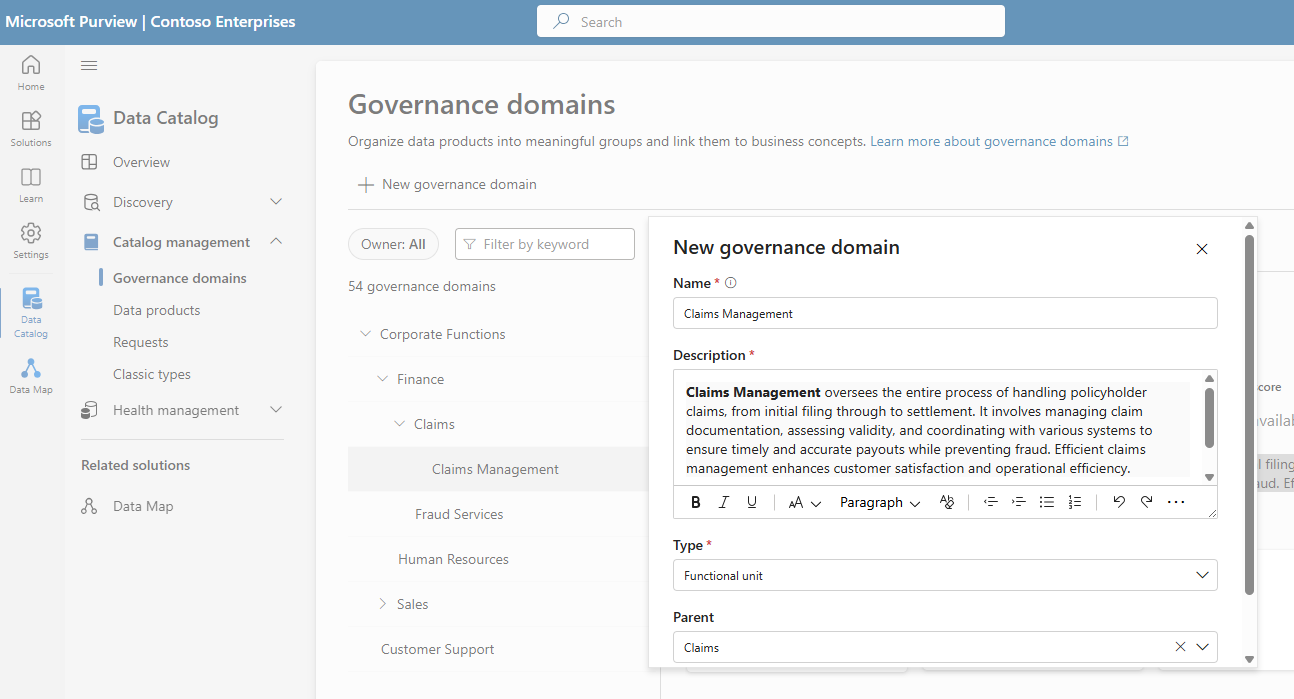 Microsoft Purview | Contoso Enterprises
Search
Home
Solutions
Learn
Settings
Data
Catalog
Data Map
Data Catalog
Overview
Discovery
Catalog management
Governance domains
Data products
Requests
Classic types
Health management
Related solutions
Data Map
Governance domains
Organize data products into meaningful groups and link them to business concepts. Learn more about governance domains
New governance domain
Owner: All
Filter by keyword
54 governance domains
Corporate Functions
Finance
Claims
Claims Management
Fraud Services
Human Resources
Sales
Customer Support
New governance domain
Name *
Claims Management
Description *
Claims Management oversees the entire process of handling policyholder
claims, from initial filing through to settlement. It involves managing claim
documentation, assessing validity, and coordinating with various systems to
ensure timely and accurate payouts while preventing fraud. Efficient claims
management enhances customer satisfaction and operational efficiency.
B I U AA Paragraph Ab
Type *
Functional unit
Parent
Claims